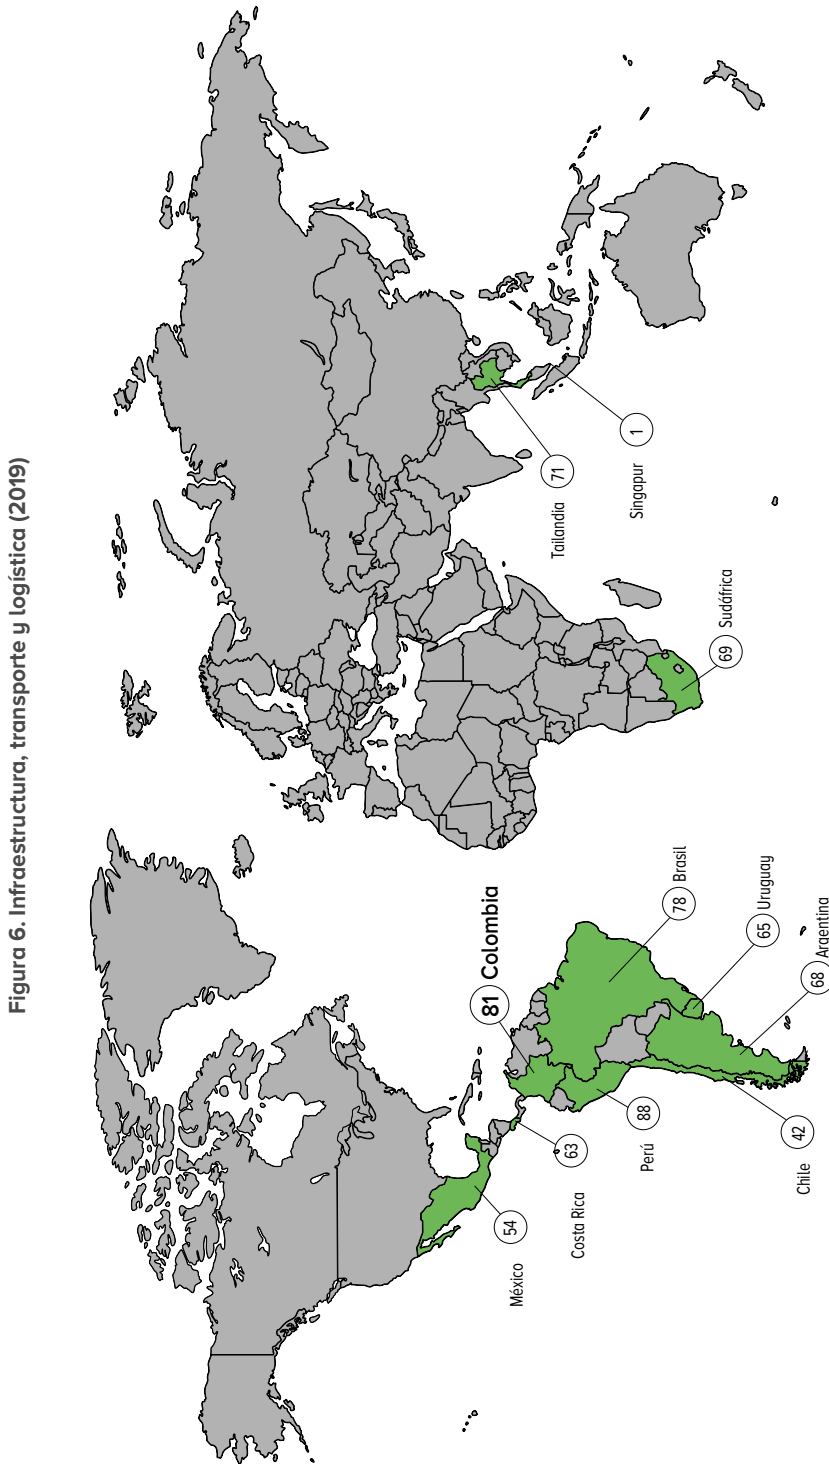 Figura 6. Infraestructura, transporte y logística (2019)
México
54
Costa Rica
63
81 Colombia
Perú
88
Chile
42
78 Brasil
65 Uruguay
68 Argentina
69 Sudáfrica
Tailandia 71
Singapur 1